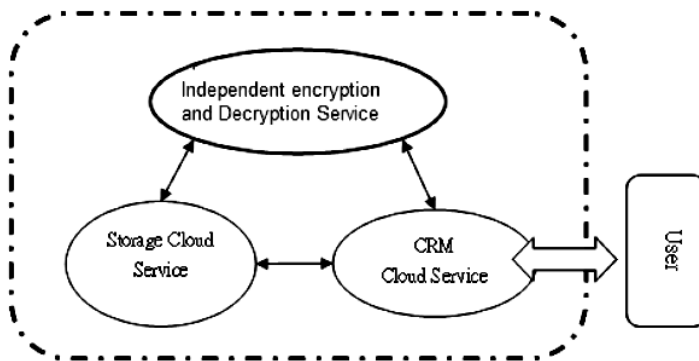 Independent encryption
and Decryption Service
Storage Cloud
Service
CRM
Cloud Service
User